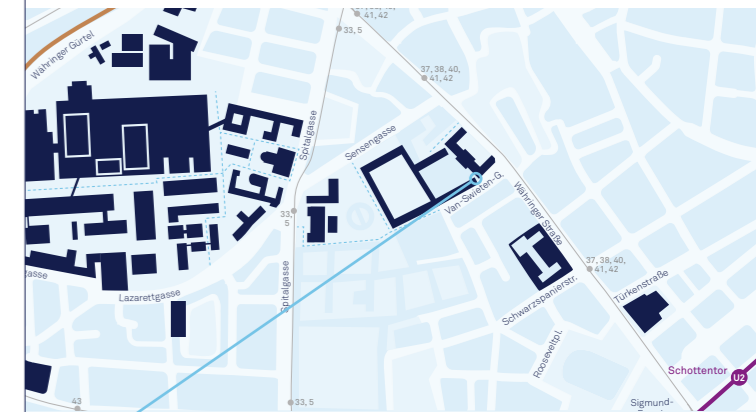 41, 42
33, 5
Währinger Gürtel
37, 38, 40,
41, 42
Spitalgasse
Sensengasse
Van-Swieten-G.
Währinger Straße
33,
5
37, 38, 40,
41, 42
gasse
Lazarettgasse
Spitalgasse
Schwarzspanierstr.
Türkenstraße
Rooseveltpl.
Schottentor
U2
43
33, 5
Sigmund-